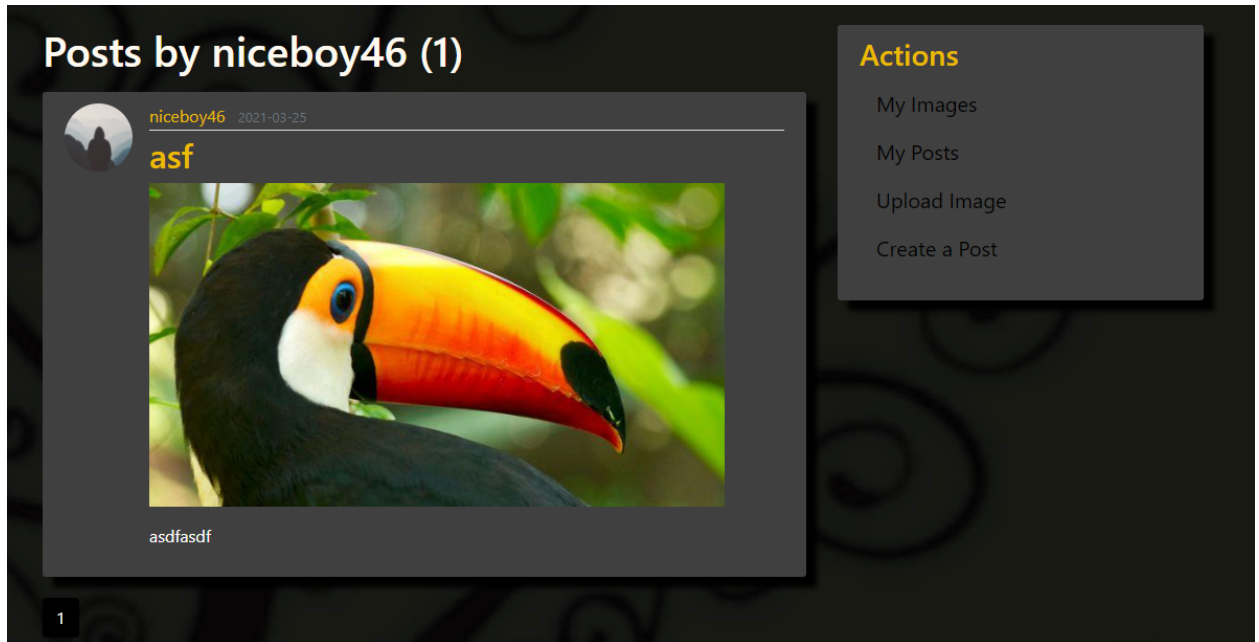 Posts by niceboy46 (1)
niceboy46 2021-03-25
asf
asdfasdf
1
Actions
My Images
My Posts
Upload Image
Create a Post